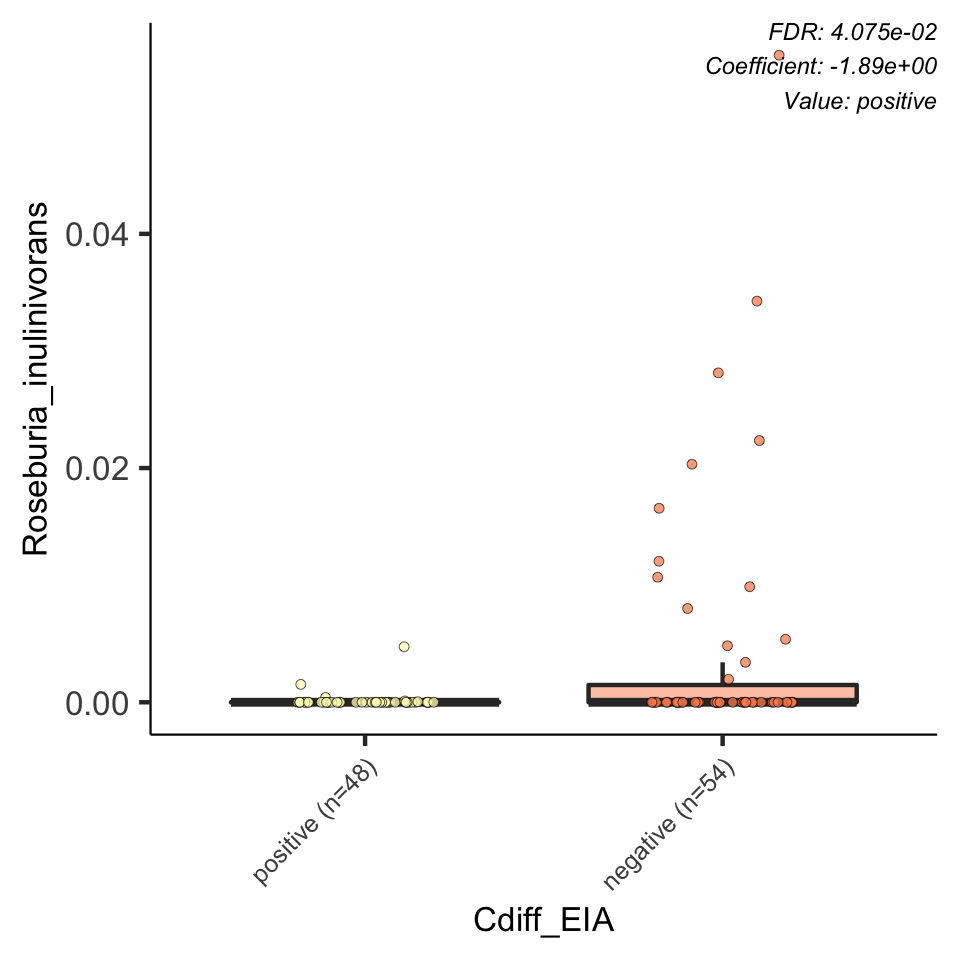 FDR: 4.075e-02
Coefficient: -1.89e+00
Value: positive
Roseburia_inulinivorans
0.04
0.02
0.00
positive (n=48)
negative (n=54)
Cdiff_EIA